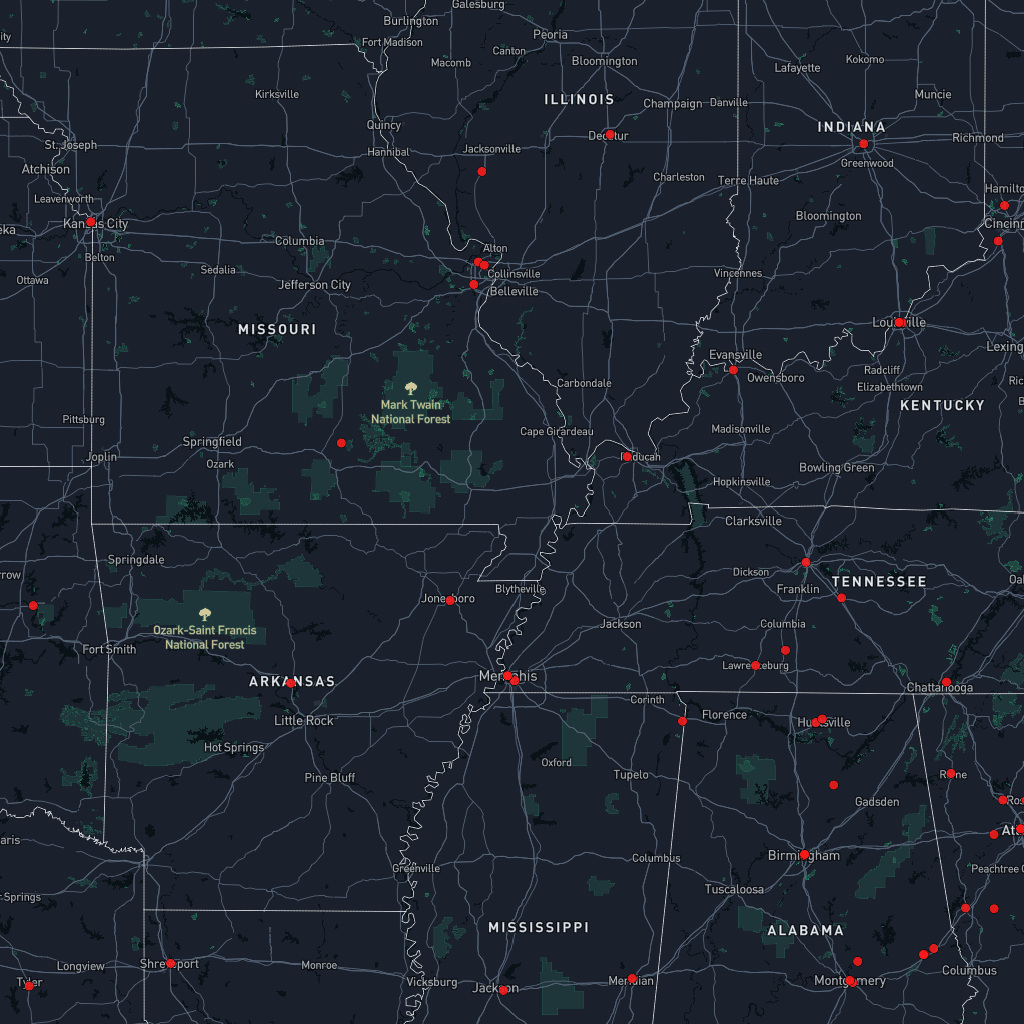 Galesburg
Burlington
Peoria
Fort Madison
Canton
Macomb
Bloomington
Lafayette
Kokomo
Kirksville
ILLINOIS
Champaign
Danville
Muncie
Quincy
INDIANA
Decatur
Richmond
St. Joseph
Hannibal
Jacksonville
Greenwood
Atchison
Charleston
Terre Haute
Leavenworth
Bloomington
Kansas City
Columbia
Alton
Belton
Sedalia
Collinsville
Vincennes
Ottawa
Jefferson City
Belleville
MISSOURI
Louisville
Evansville
Radcliff
Owensboro
Elizabethtown
Carbondale
Mark Twain
National Forest
KENTUCKY
Pittsburg
Cape Girardeau
Madisonville
Springfield
Joplin
Ozark
Paducah
Bowling Green
Hopkinsville
Clarksville
Springdale
Dickson
TENNESSEE
Franklin
Blytheville
Jonesboro
Ozark-Saint Francis
National Forest
Jackson
Columbia
Fort Smith
Lawrenceburg
ARKANSAS
Memphis
Chattanooga
Corinth
Little Rock
Florence
Huntsville
Hot Springs
Oxford
Tupelo
Rome
Pine Bluff
Gadsden
Birmingham
Columbus
Greenville
Tuscaloosa
MISSISSIPPI
ALABAMA
Longview
Shreveport
Monroe
Columbus
Tyler
Vicksburg
Jackson
Meridian
Montgomery